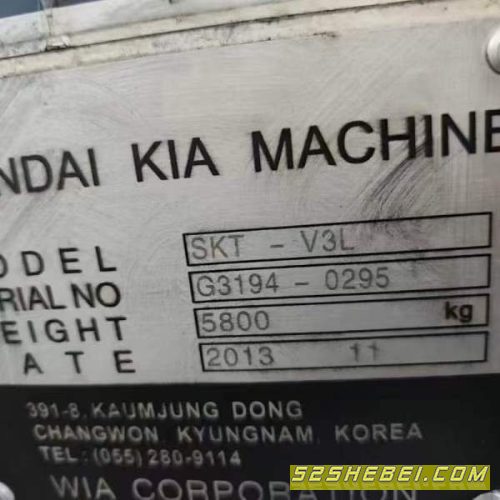 NDAI KIA MACHINE
ODEL SKT - V3L
RIAL NO G3194-0295
EIGHT 5800 kg
ATE 2013 11
391-8, KAUMJUNG DONG
CHANGWON, KYUNGNAM, KOREA
TEL:(055)280-9114
WIA CORPORATION
52SHEBEI.COM